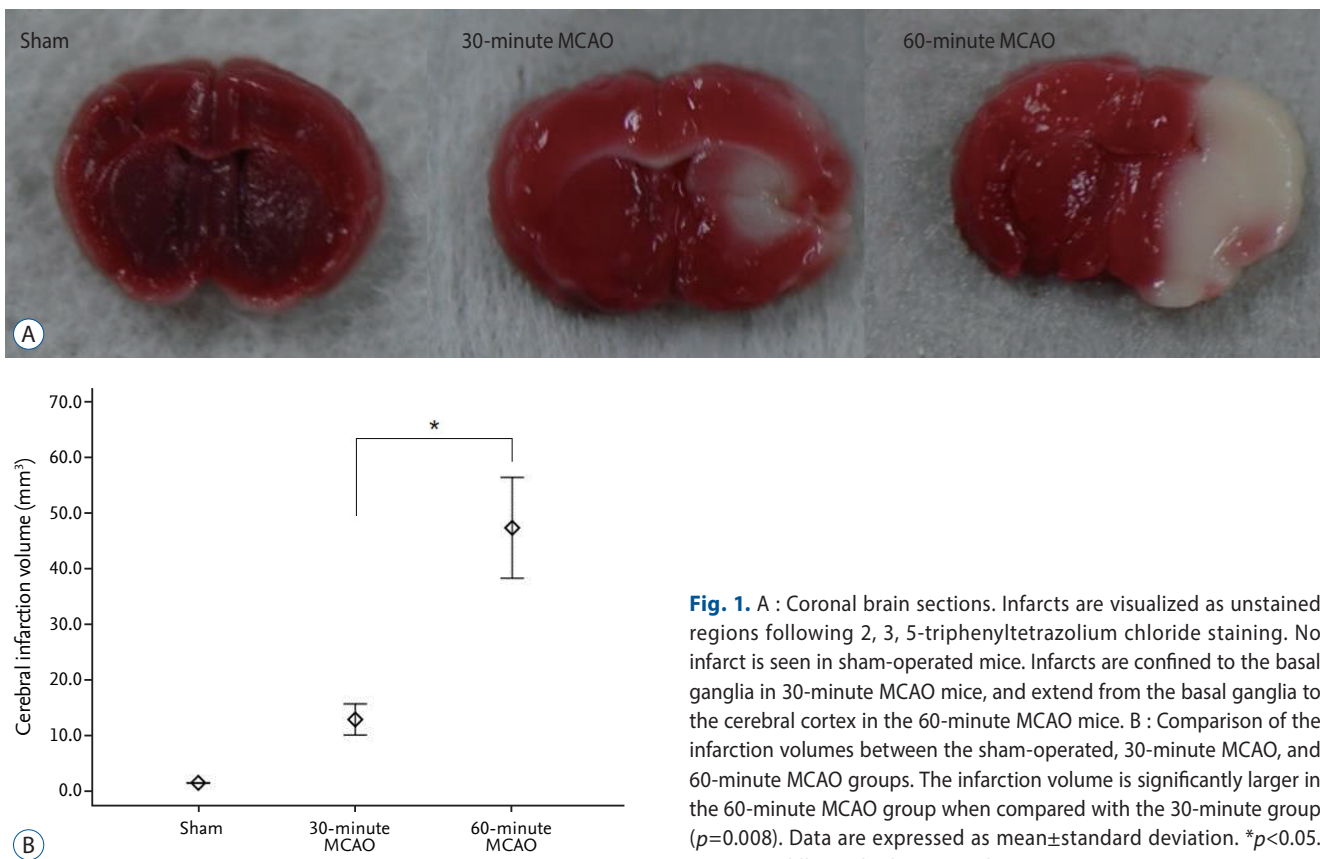 Sham
30-minute MCAO
60-minute MCAO
A
70.0
60.0
50.0
40.0
30.0
20.0
10.0
0.0
Cerebral infarction volume (mm³)
*
Sham
30-minute
MCAO
60-minute
MCAO
B
Fig. 1. A : Coronal brain sections. Infarcts are visualized as unstained
regions following 2, 3, 5-triphenyltetrazolium chloride staining. No
infarct is seen in sham-operated mice. Infarcts are confined to the basal
ganglia in 30-minute MCAO mice, and extend from the basal ganglia to
the cerebral cortex in the 60-minute MCAO mice. B : Comparison of the
infarction volumes between the sham-operated, 30-minute MCAO, and
60-minute MCAO groups. The infarction volume is significantly larger in
the 60-minute MCAO group when compared with the 30-minute group
(p=0.008). Data are expressed as mean±standard deviation. *p<0.05.